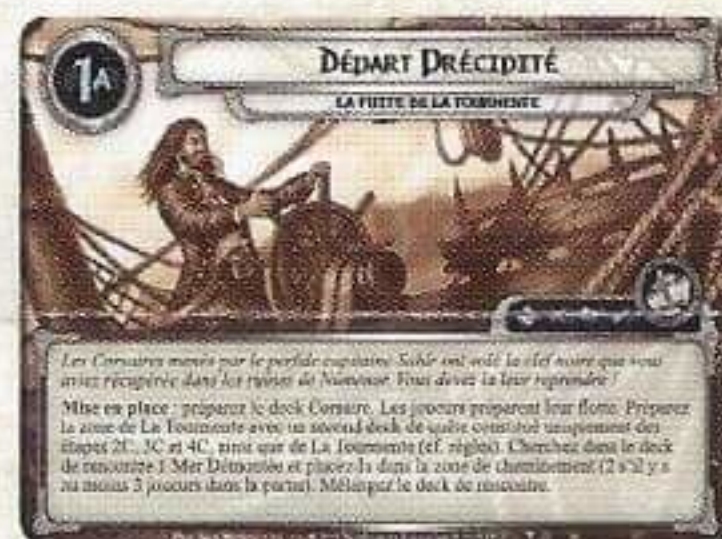 1A
DÉPART PRÉCIPITÉ
LA FUITE DE LA TOURMENTE
Les Corsaires menés par le perfide capitaine Sahír ont volé la clef noire que vous
aviez récupérée dans les ruines de Númenor. Vous devez la leur reprendre !
Mise en place : préparez le deck Corsaire. Les joueurs préparent leur flotte. Préparez
la zone de La Tourmente avec un second deck de quête constitué uniquement des
étapes 2C, 3C et 4C, ainsi que de La Tourmente (cf. règles). Cherchez dans le deck
de rencontre 1 Mer Démontée et placez-la dans la zone de cheminement (2 s'il y a
au moins 3 joueurs dans la partie). Mélangez le deck de rencontre.